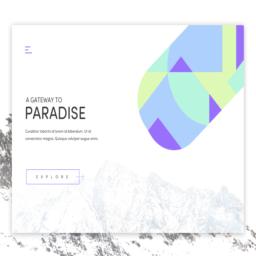 A GATEWAY TO
PARADISE
Curabitur lobortis id lorem id bibendum. Ut id
consectetur magna. Quisque volutpat augue enim.
EXPLORE